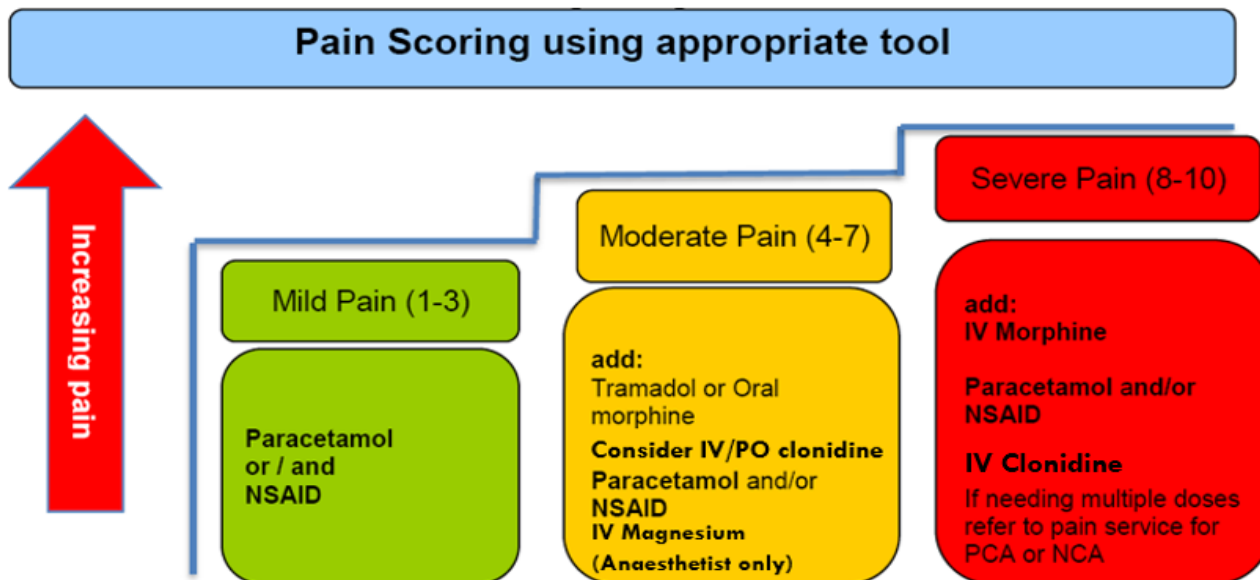 Pain Scoring using appropriate tool
Increasing pain
Mild Pain (1-3)
Paracetamol
or / and
NSAID
Moderate Pain (4-7)
add:
Tramadol or Oral
morphine
Consider IV/PO clonidine
Paracetamol and/or
NSAID
IV Magnesium
(Anaesthetist only)
Severe Pain (8-10)
add:
IV Morphine
Paracetamol and/or
NSAID
IV Clonidine
If needing multiple doses
refer to pain service for
PCA or NCA